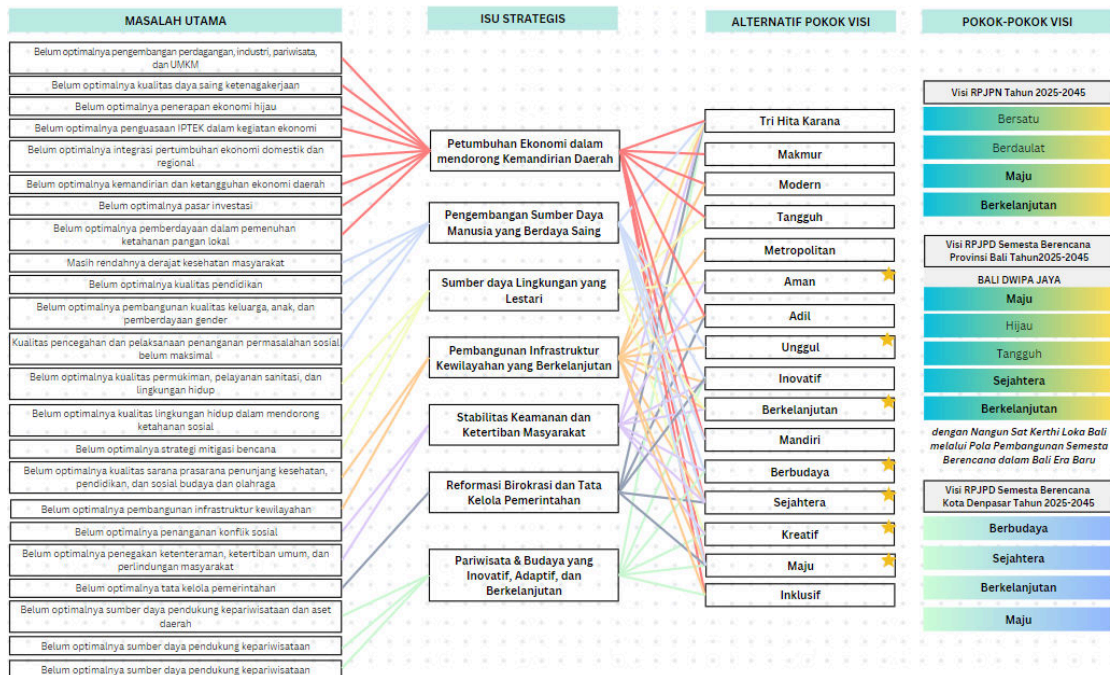 MASALAH UTAMA
Belum optimalnya pengembangan perdagangan, industri, pariwisata,
dan UMKM
Belum optimalnya kualitas daya saing ketenagakerjaan
Belum optimalnya penerapan ekonomi hijau
Belum optimalnya penguasaan IPTEK dalam kegiatan ekonomi
Belum optimalnya integrasi pertumbuhan ekonomi domestik dan
regional
Belum optimalnya kemandirian dan ketangguhan ekonomi daerah
Belum optimalnya pasar investasi
Belum optimalnya pemberdayaan dalam pemenuhan
ketahanan pangan lokal
Masih rendahnya derajat kesehatan masyarakat
Belum optimalnya kualitas pendidikan
Belum optimalnya pembangunan kualitas keluarga, anak, dan
pemberdayaan gender
Kualitas pencegahan dan pelaksanaan penanganan permasalahan sosial
belum maksimal
Belum optimalnya kualitas permukiman, pelayanan sanitasi, dan
lingkungan hidup
Belum optimalnya kualitas lingkungan hidup dalam mendorong
ketahanan sosial
Belum optimalnya strategi mitigasi bencana
Belum optimalnya kualitas sarana prasarana penunjang kesehatan,
pendidikan, dan sosial budaya dan olahraga
Belum optimalnya pembangunan infrastruktur kewilayahan
Belum optimalnya penanganan konflik sosial
Belum optimalnya penegakan ketenteraman, ketertiban umum, dan
perlindungan masyarakat
Belum optimalnya tata kelola pemerintahan
Belum optimalnya sumber daya pendukung kepariwisataan dan aset
daerah
Belum optimalnya sumber daya pendukung kepariwisataan
Belum optimalnya sumber daya pendukung kepariwisataan
ISU STRATEGIS
Petumbuhan Ekonomi dalam
mendorong Kemandirian Daerah
Pengembangan Sumber Daya
Manusia yang Berdaya Saing
Sumber daya Lingkungan yang
Lestari
Pembangunan Infrastruktur
Kewilayahan yang Berkelanjutan
Stabilitas Keamanan dan
Ketertiban Masyarakat
Reformasi Birokrasi dan Tata
Kelola Pemerintahan
Pariwisata & Budaya yang
Inovatif, Adaptif, dan
Berkelanjutan
ALTERNATIF POKOK VISI
Tri Hita Karana
Makmur
Modern
Tangguh
Metropolitan
Aman
Adil
Unggul
Inovatif
Berkelanjutan
Mandiri
Berbudaya
Sejahtera
Kreatif
Maju
Inklusif
POKOK-POKOK VISI
Visi RPJPN Tahun 2025-2045
Bersatu
Berdaulat
Maju
Berkelanjutan
Visi RPJPD Semesta Berencana
Provinsi Bali Tahun2025-2045
BALI DWIPA JAYA
Maju
Hijau
Tangguh
Sejahtera
Berkelanjutan
dengan Nangun Sat Kerthi Loka Bali
melalui Pola Pembangunan Semesta
Berencana dalam Bali Era Baru
Visi RPJPD Semesta Berencana
Kota Denpasar Tahun 2025-2045
Berbudaya
Sejahtera
Berkelanjutan
Maju